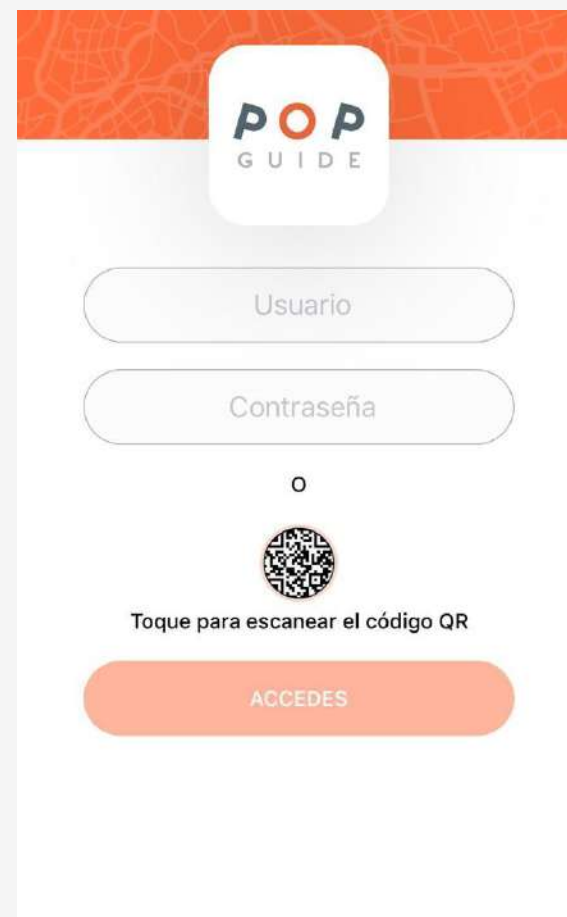 POP
GUIDE
Usuario
Contraseña
O
Toque para escanear el código QR
ACCEDES